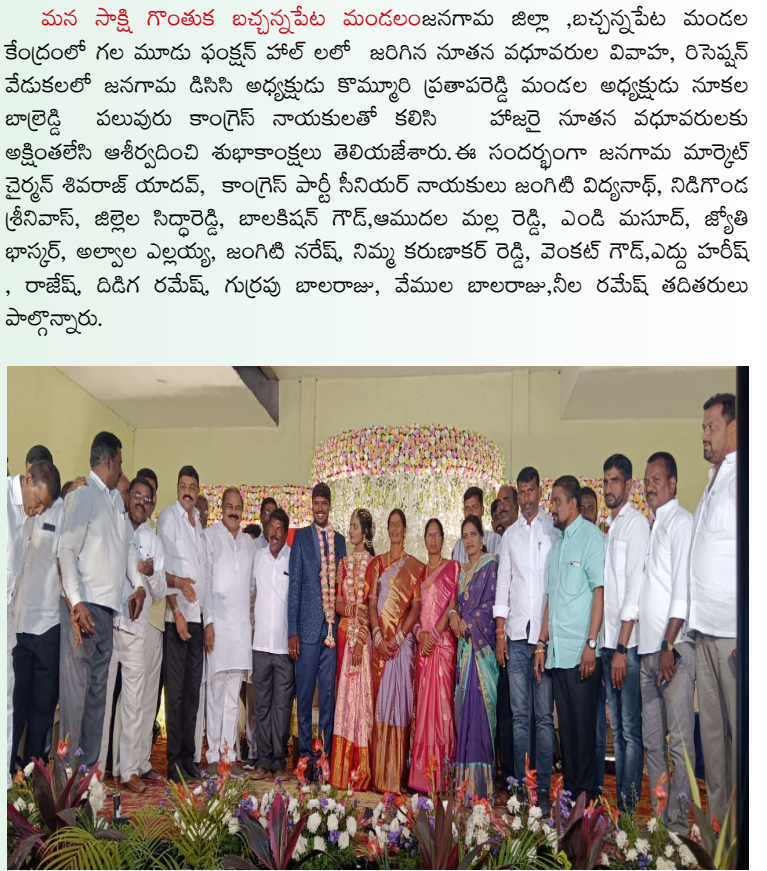 మన సాక్షి గొంతుక బచ్చన్నపేట మండలంజనగామ జిల్లా ,బచ్చన్నపేట మండల
కేంద్రంలో గల మూడు ఫంక్షన్ హాల్ లలో జరిగిన నూతన వధూవరుల వివాహ, రిసెప్షన్
వేడుకలలో జనగామ డిసిసి అధ్యక్షుడు కొమ్మూరి ప్రతాపరెడ్డి మండల అధ్యక్షుడు నూకల
బాల్రెడ్డి పలువురు కాంగ్రెస్ నాయకులతో కలిసి హాజరై నూతన వధూవరులకు
అక్షింతలేసి ఆశీర్వదించి శుభాకాంక్షలు తెలియజేశారు. ఈ సందర్భంగా జనగామ మార్కెట్
చైర్మన్ శివరాజ్ యాదవ్, కాంగ్రెస్ పార్టీ సీనియర్ నాయకులు జంగిటి విద్యనాథ్, నిడిగొండ
శ్రీనివాస్, జిల్లెల సిద్ధారెడ్డి, బాలకిషన్ గౌడ్,ఆముదల మల్ల రెడ్డి, ఎండి మసూద్, జ్యోతి
భాస్కర్, అల్వాల ఎల్లయ్య, జంగిటి నరేష్, నిమ్మ కరుణాకర్ రెడ్డి, వెంకట్ గౌడ్,ఎద్దు హరీష్
, రాజేష్, దిడిగ రమేష్, గుర్రపు బాలరాజు, వేముల బాలరాజు,నీల రమేష్ తదితరులు
పాల్గొన్నారు.